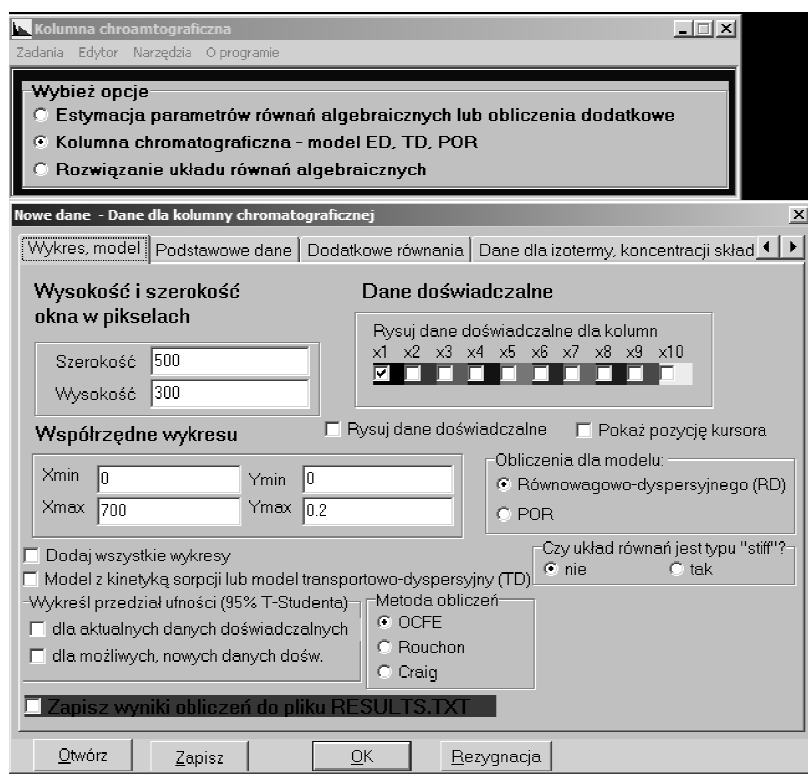 Kolumna chroamtograficzna
Zadania Edytor Narzędzia O programie
Wybież opcje
Estymacja parametrów równań algebraicznych lub obliczenia dodatkowe
Kolumna chromatograficzna - model ED, TD, POR
Rozwiązanie układu równań algebraicznych
Nowe dane - Dane dla kolumny chromatograficznej
Wykres, model Podstawowe dane Dodatkowe równania Dane dla izotermy, koncentracji skład
Wysokość i szerokość
okna w pikselach
Szerokość 500
Wysokość 300
Dane doświadczalne
Rysuj dane doświadczalne dla kolumn
x1 x2 x3 x4 x5 x6 x7 x8 x9 x10
Rysuj dane doświadczalne Pokaż pozycję kursora
Współrzędne wykresu
Xmin 0 Ymin 0
Xmax 700 Ymax 0.2
Obliczenia dla modelu:
Równowagowo-dyspersyjnego (RD)
POR
Dodaj wszystkie wykresy
Model z kinetyką sorpcji lub model transportowo-dyspersyjny (TD)
Czy układ równań jest typu "stiff"?
nie tak
Wykreśl przedział ufności (95% T-Studenta)
dla aktualnych danych doświadczalnych
dla możliwych, nowych danych dośw.
Metoda obliczeń
OCFE
Rouchon
Craig
Zapisz wyniki obliczeń do pliku RESULTS.TXT
Otwórz Zapisz OK Rezygnacja